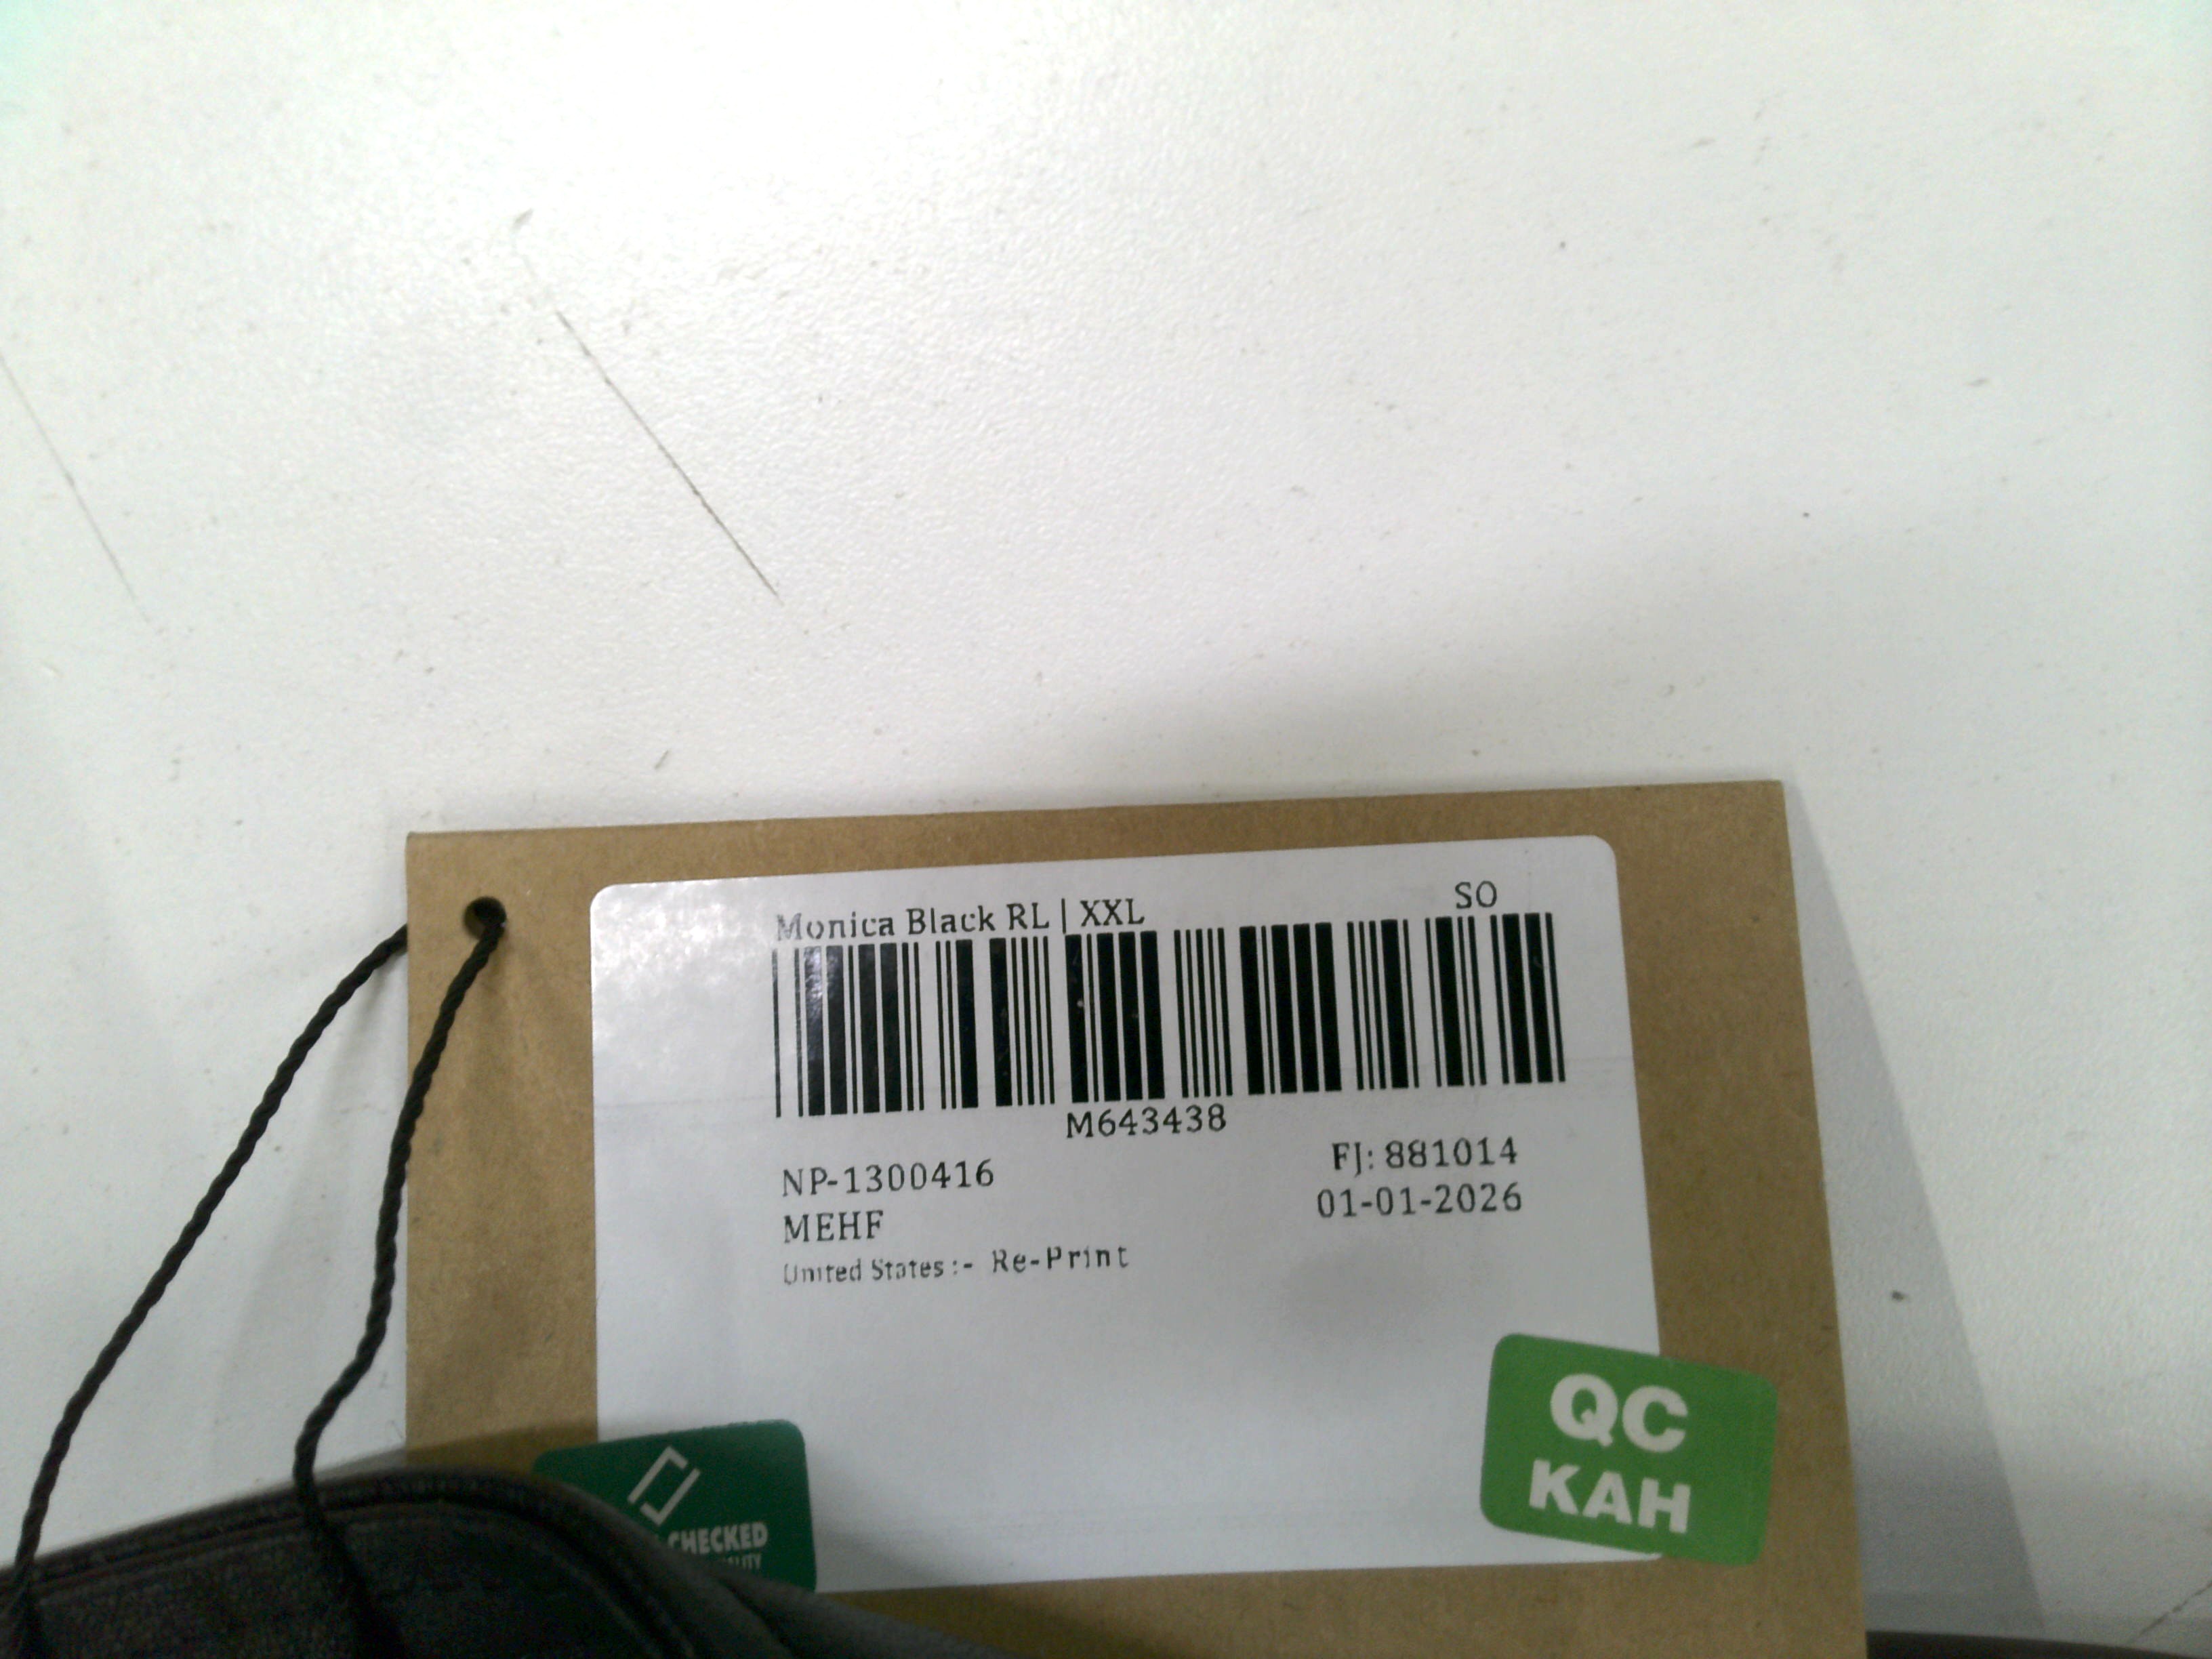 Monica Black RL | XXL
SO
M643438
NP-1300416
FJ: 881014
MEHF
01-01-2026
United States :- Re-Print
QC
KAH
CHECKED